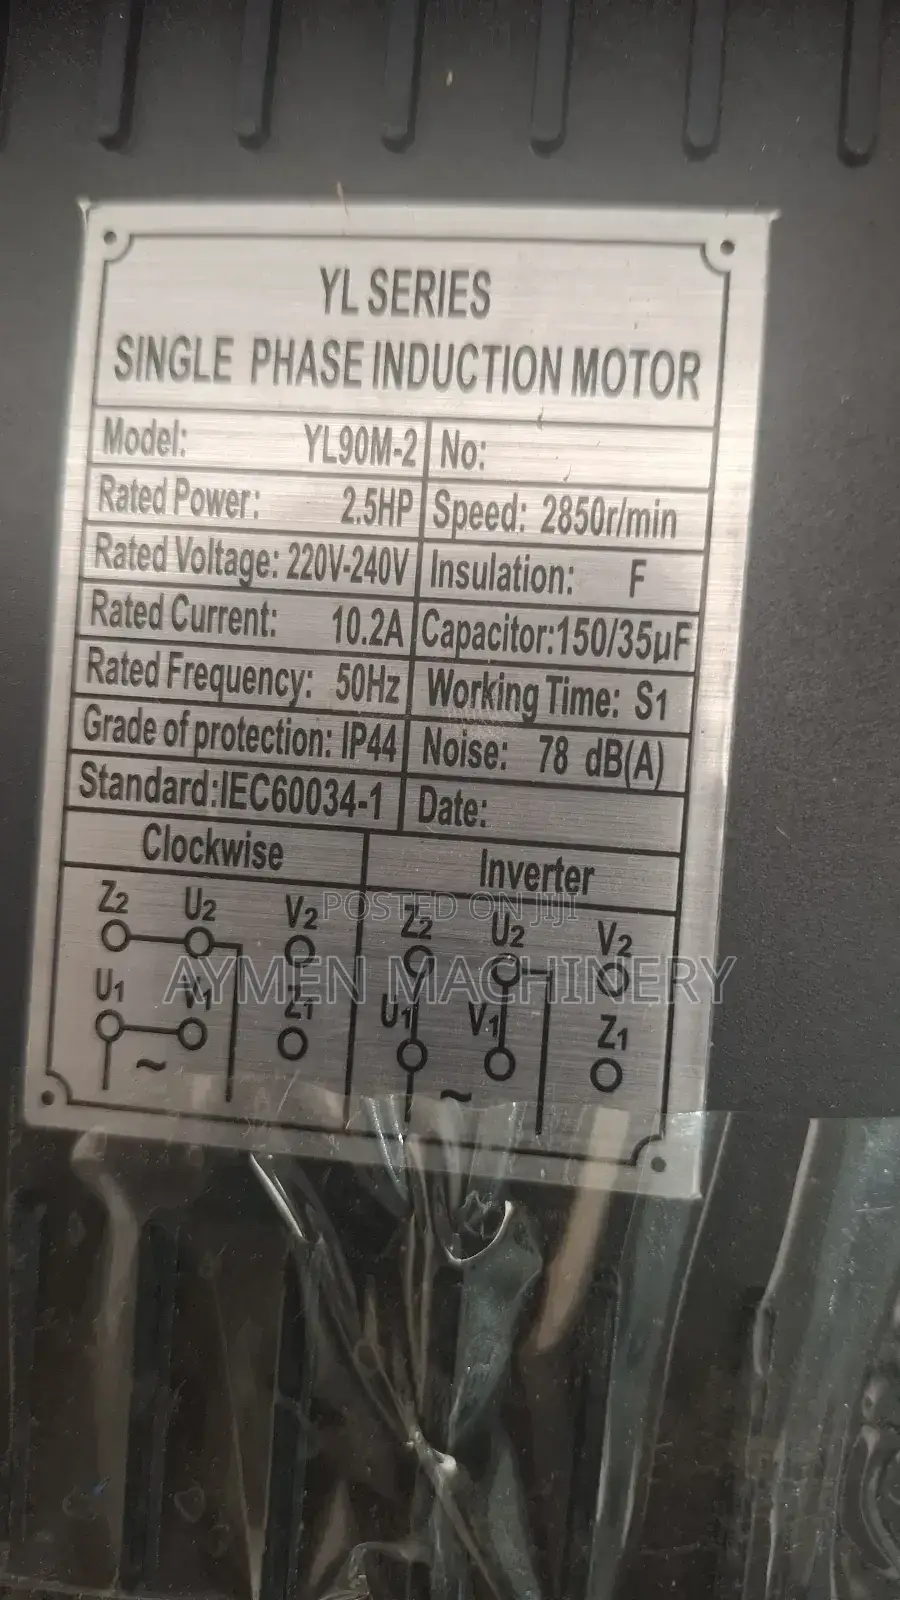 YL SERIES
SINGLE PHASE INDUCTION MOTOR
Model: YL90M-2 No:
Rated Power: 2.5HP Speed: 2850r/min
Rated Voltage: 220V-240V Insulation: F
Rated Current: 10.2A Capacitor:150/35μF
Rated Frequency: 50Hz Working Time: S1
Grade of protection: IP44 Noise: 78 dB(A)
Standard:IEC60034-1 Date:
Clockwise Inverter
Z2 U2 V2 Z2 U2 V2
U1 V1 Z1 U1 V1 Z1
~ ~
POSTED ON JIJI
AYMEN MACHINERY